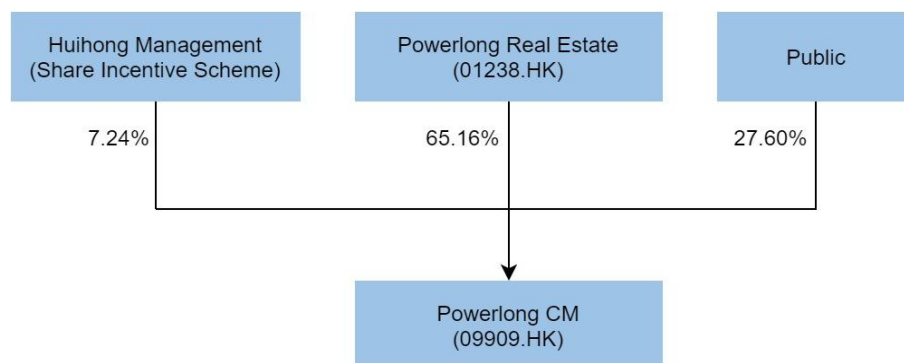 Huihong Management
(Share Incentive Scheme)
Powerlong Real Estate
(01238.HK)
Public
7.24%
65.16%
27.60%
Powerlong CM
(09909.HK)